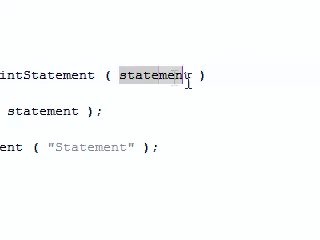 intStatement ( statement )
statement );
ent ( "Statement" );